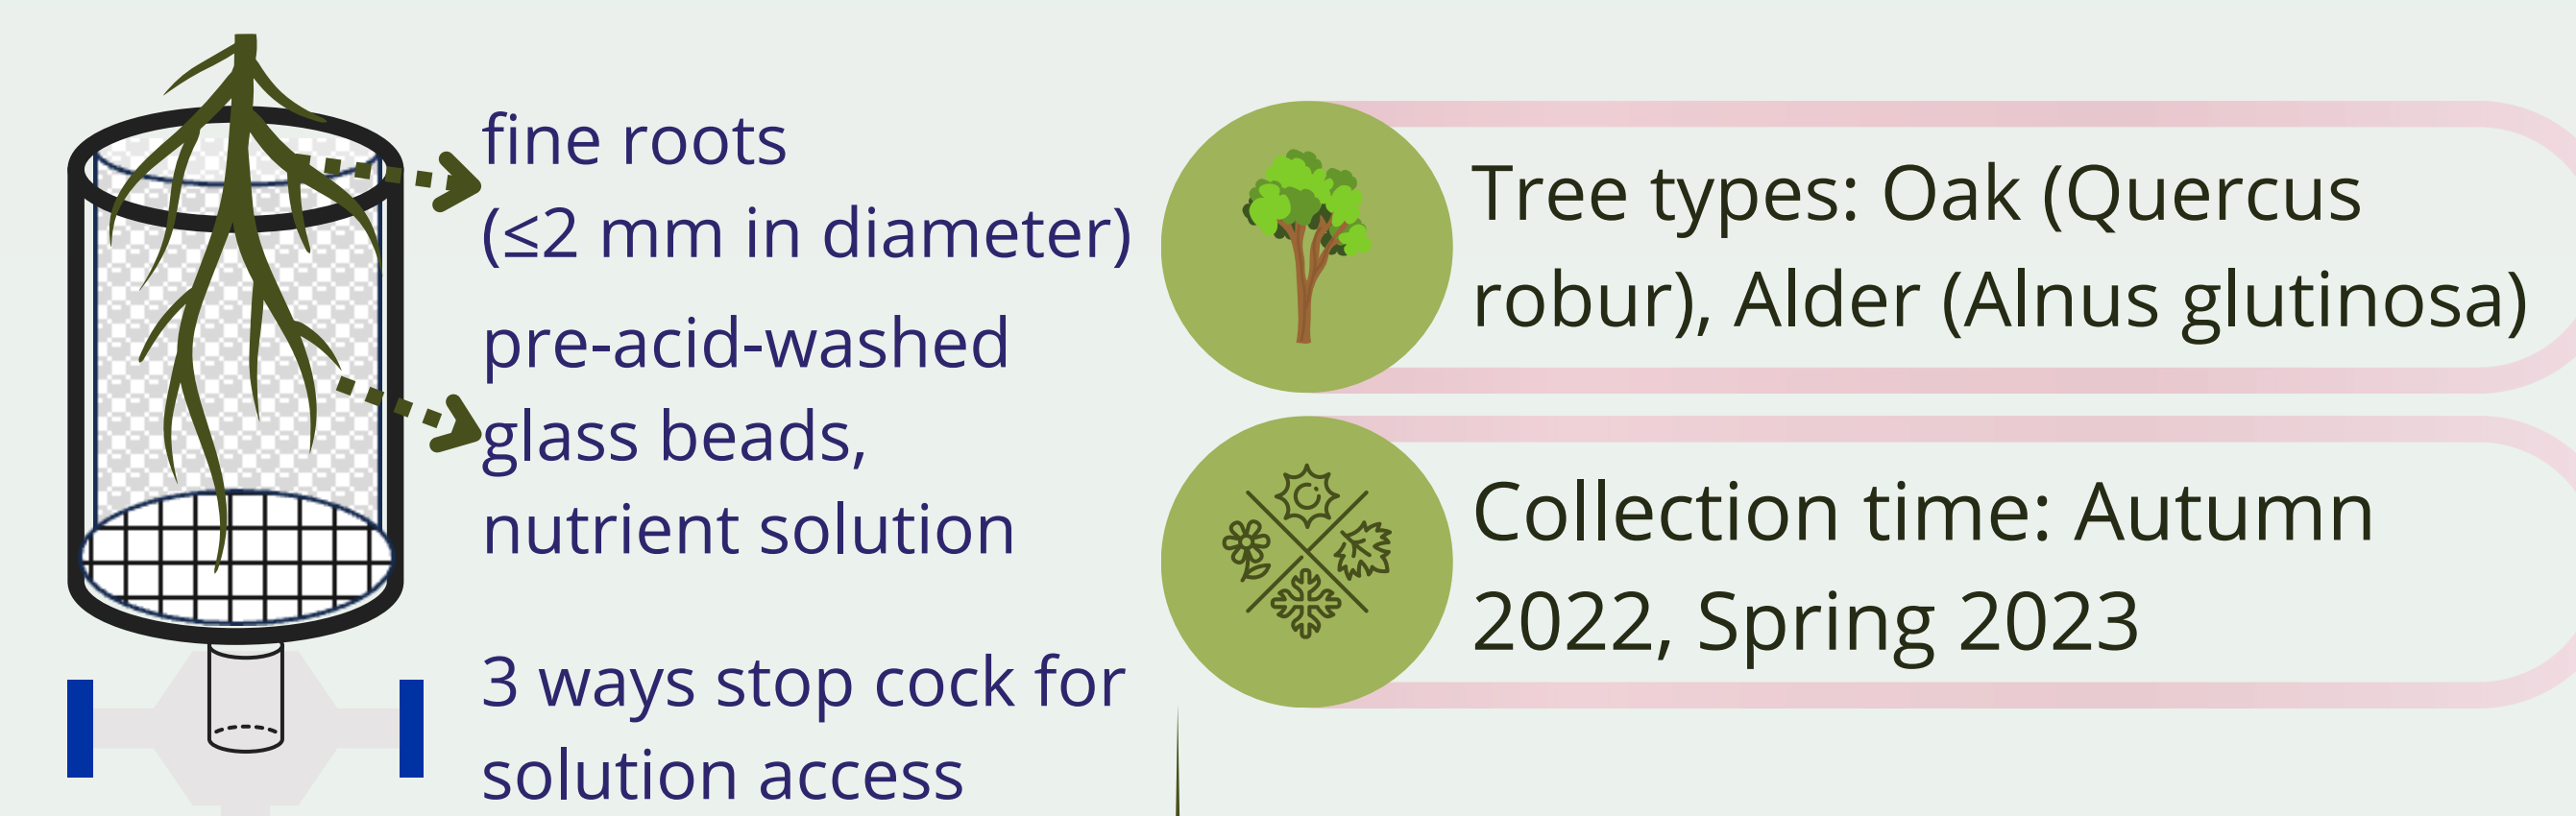 fine roots
(≤2 mm in diameter)
pre-acid-washed
glass beads,
nutrient solution
3 ways stop cock for
solution access
Tree types: Oak (Quercus
robur), Alder (Alnus glutinosa)
Collection time: Autumn
2022, Spring 2023